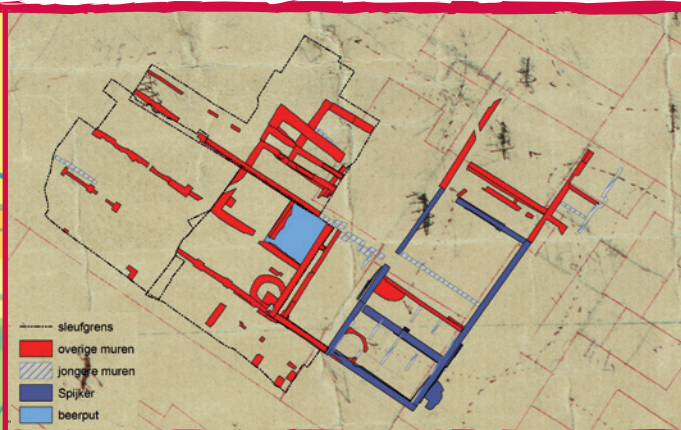 sleufgrens
overige muren
jongere muren
Spijker
beerput